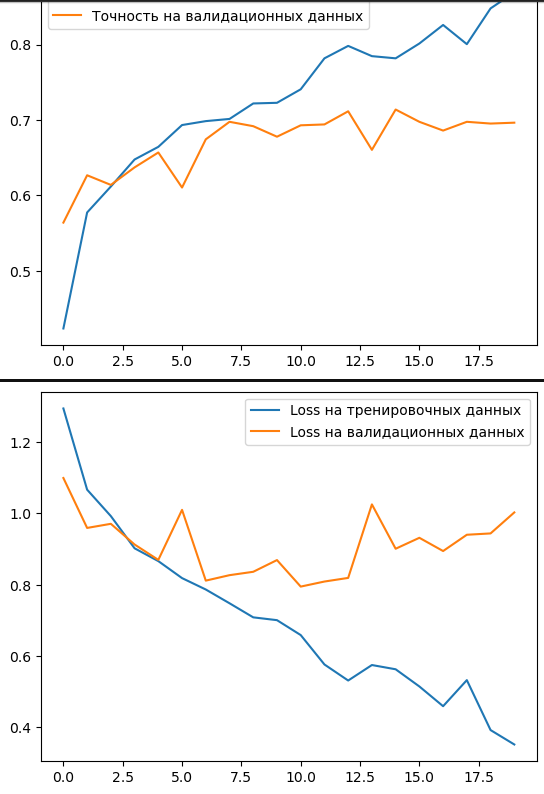 Точность на валидационных данных
0.8
0.7
0.6
0.5
0.0 2.5 5.0 7.5 10.0 12.5 15.0 17.5
Loss на тренировочных данных
Loss на валидационных данных
1.2
1.0
0.8
0.6
0.4
0.0 2.5 5.0 7.5 10.0 12.5 15.0 17.5